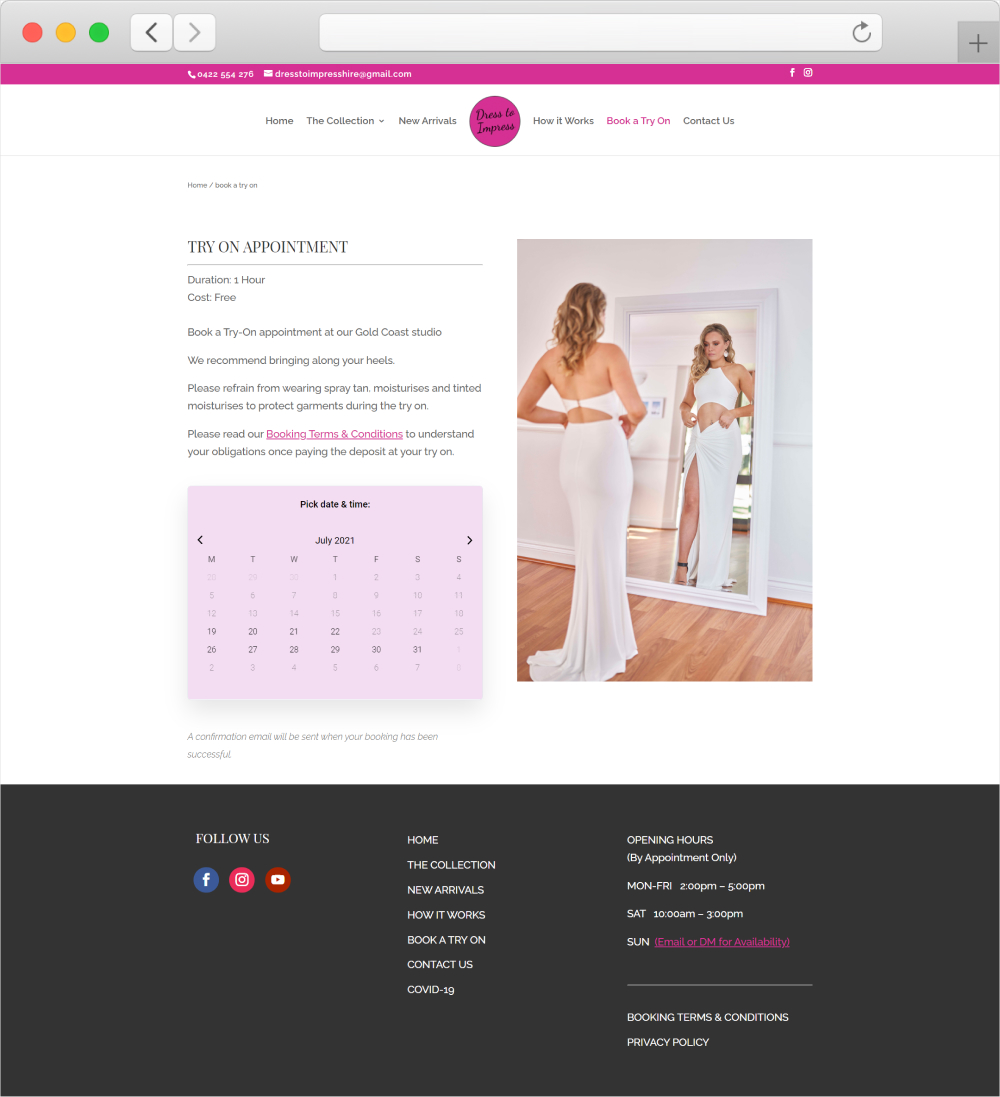 0422 554 276 dresstoimpresshire@gmail.com
Home The Collection New Arrivals Dress to Impress How it Works Book a Try On Contact Us
Home / book a try on
TRY ON APPOINTMENT
Duration: 1 Hour
Cost: Free
Book a Try-On appointment at our Gold Coast studio
We recommend bringing along your heels.
Please refrain from wearing spray tan. moisturises and tinted
moisturises to protect garments during the try on.
Please read our Booking Terms & Conditions to understand
your obligations once paying the deposit at your try on.
Pick date & time:
July 2021
M T W T F S S
28 29 30 1 2 3 4
5 6 7 8 9 10 11
12 13 14 15 16 17 18
19 20 21 22 23 24 25
26 27 28 29 30 31 1
2 3 4 5 6 7 8
A confirmation email will be sent when your booking has been
successful.
FOLLOW US
HOME
THE COLLECTION
NEW ARRIVALS
HOW IT WORKS
BOOK A TRY ON
CONTACT US
COVID-19
OPENING HOURS
(By Appointment Only)
MON-FRI 2:00pm – 5:00pm
SAT 10:00am – 3:00pm
SUN (Email or DM for Availability)
BOOKING TERMS & CONDITIONS
PRIVACY POLICY